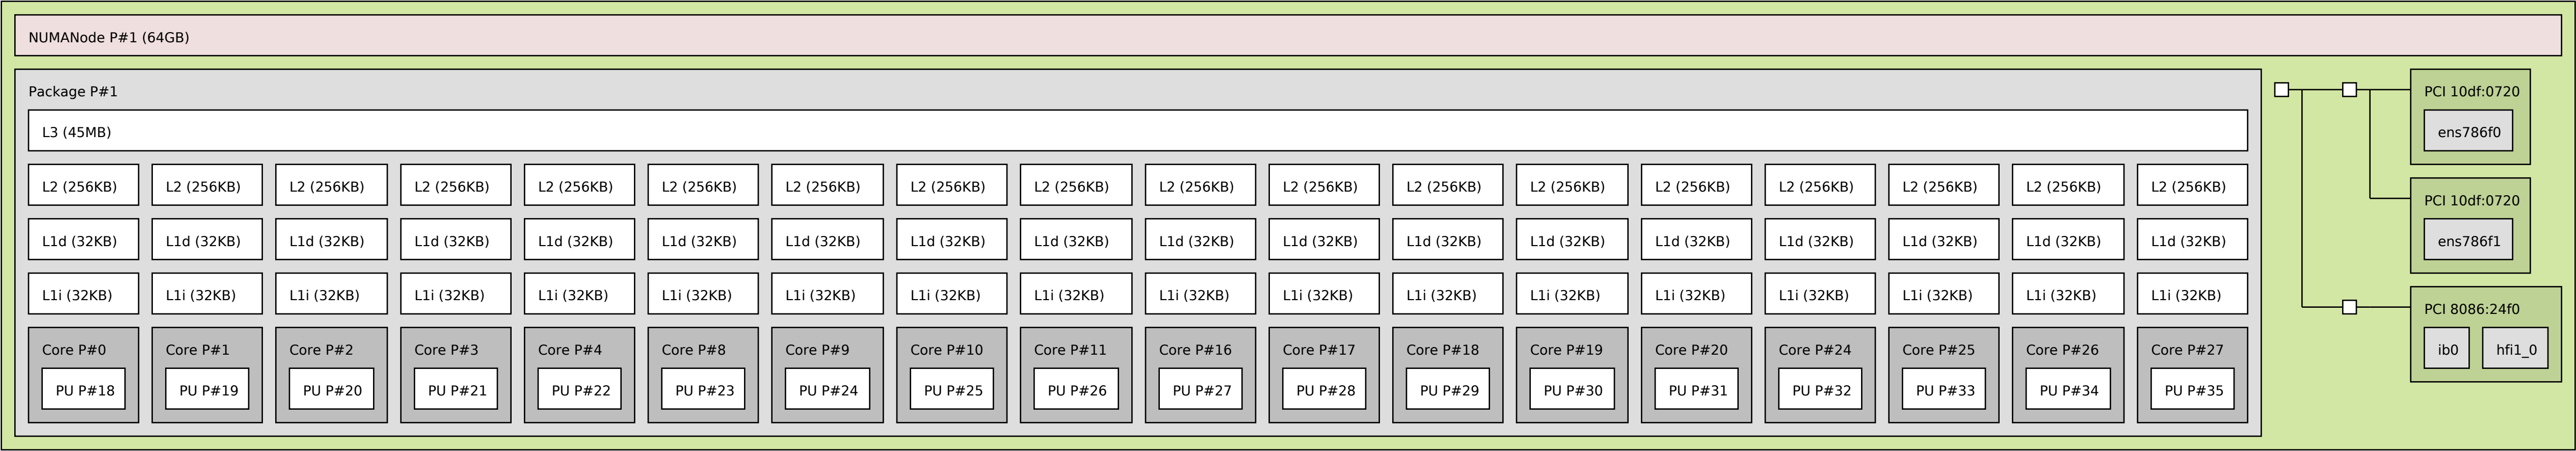 NUMANode P#1 (64GB)
Package P#1
L3 (45MB)
L2 (256KB) L2 (256KB) L2 (256KB) L2 (256KB) L2 (256KB) L2 (256KB) L2 (256KB) L2 (256KB) L2 (256KB) L2 (256KB) L2 (256KB) L2 (256KB) L2 (256KB) L2 (256KB) L2 (256KB) L2 (256KB) L2 (256KB) L2 (256KB)
L1d (32KB) L1d (32KB) L1d (32KB) L1d (32KB) L1d (32KB) L1d (32KB) L1d (32KB) L1d (32KB) L1d (32KB) L1d (32KB) L1d (32KB) L1d (32KB) L1d (32KB) L1d (32KB) L1d (32KB) L1d (32KB) L1d (32KB) L1d (32KB)
L1i (32KB) L1i (32KB) L1i (32KB) L1i (32KB) L1i (32KB) L1i (32KB) L1i (32KB) L1i (32KB) L1i (32KB) L1i (32KB) L1i (32KB) L1i (32KB) L1i (32KB) L1i (32KB) L1i (32KB) L1i (32KB) L1i (32KB) L1i (32KB)
Core P#0 Core P#1 Core P#2 Core P#3 Core P#4 Core P#8 Core P#9 Core P#10 Core P#11 Core P#16 Core P#17 Core P#18 Core P#19 Core P#20 Core P#24 Core P#25 Core P#26 Core P#27
PU P#18 PU P#19 PU P#20 PU P#21 PU P#22 PU P#23 PU P#24 PU P#25 PU P#26 PU P#27 PU P#28 PU P#29 PU P#30 PU P#31 PU P#32 PU P#33 PU P#34 PU P#35
PCI 10df:0720
ens786f0
PCI 10df:0720
ens786f1
PCI 8086:24f0
ib0 hfi1_0